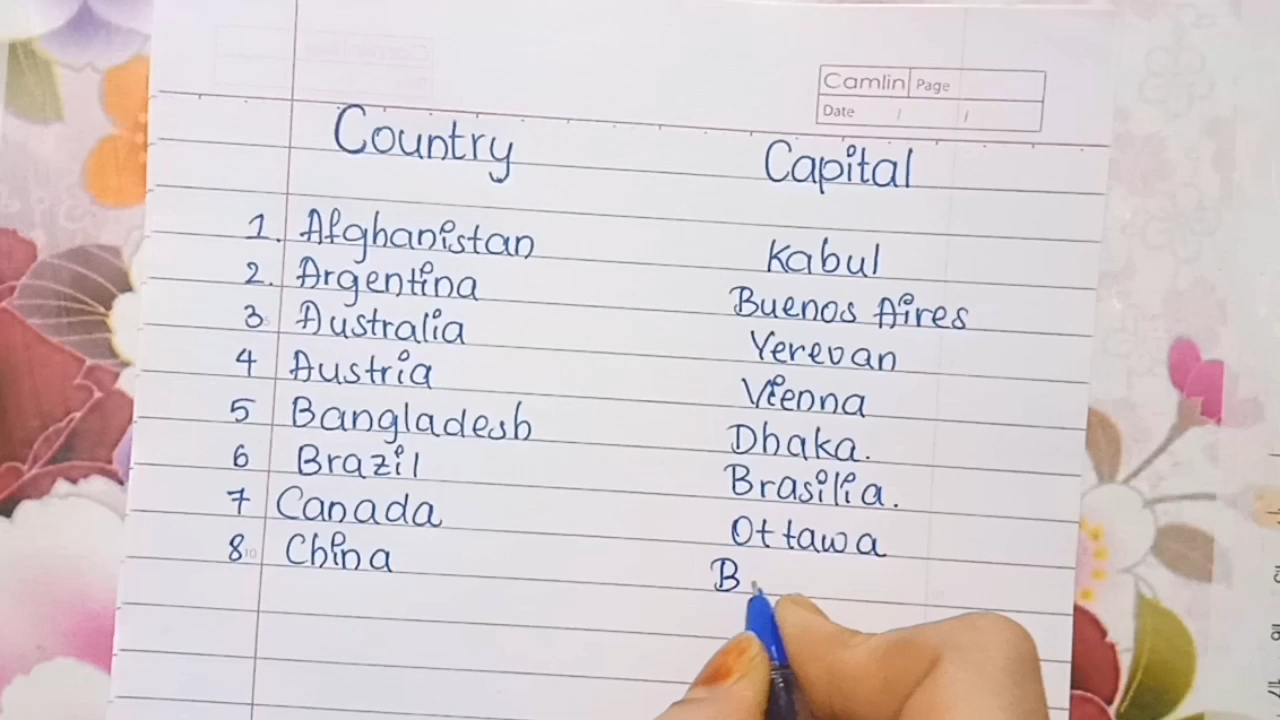 Camlin Page
Date / /
Country Capital
1. Afghanistan Kabul
2. Argentina Buenos Aires
3 Australia Yerevan
4 Austria Vienna
5 Bangladesh Dhaka.
6 Brazil Brasilia.
7 Canada Ottawa
8 China B